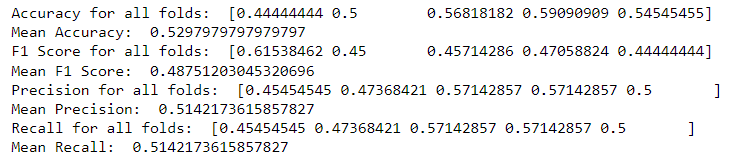 Accuracy for all folds:  [0.44444444 0.5        0.56818182 0.59090909 0.54545455]
Mean Accuracy:  0.5297979797979797
F1 Score for all folds:  [0.61538462 0.45       0.45714286 0.47058824 0.44444444]
Mean F1 Score:  0.48751203045320696
Precision for all folds:  [0.45454545 0.47368421 0.57142857 0.57142857 0.5       ]
Mean Precision:  0.5142173615857827
Recall for all folds:  [0.45454545 0.47368421 0.57142857 0.57142857 0.5       ]
Mean Recall:  0.5142173615857827